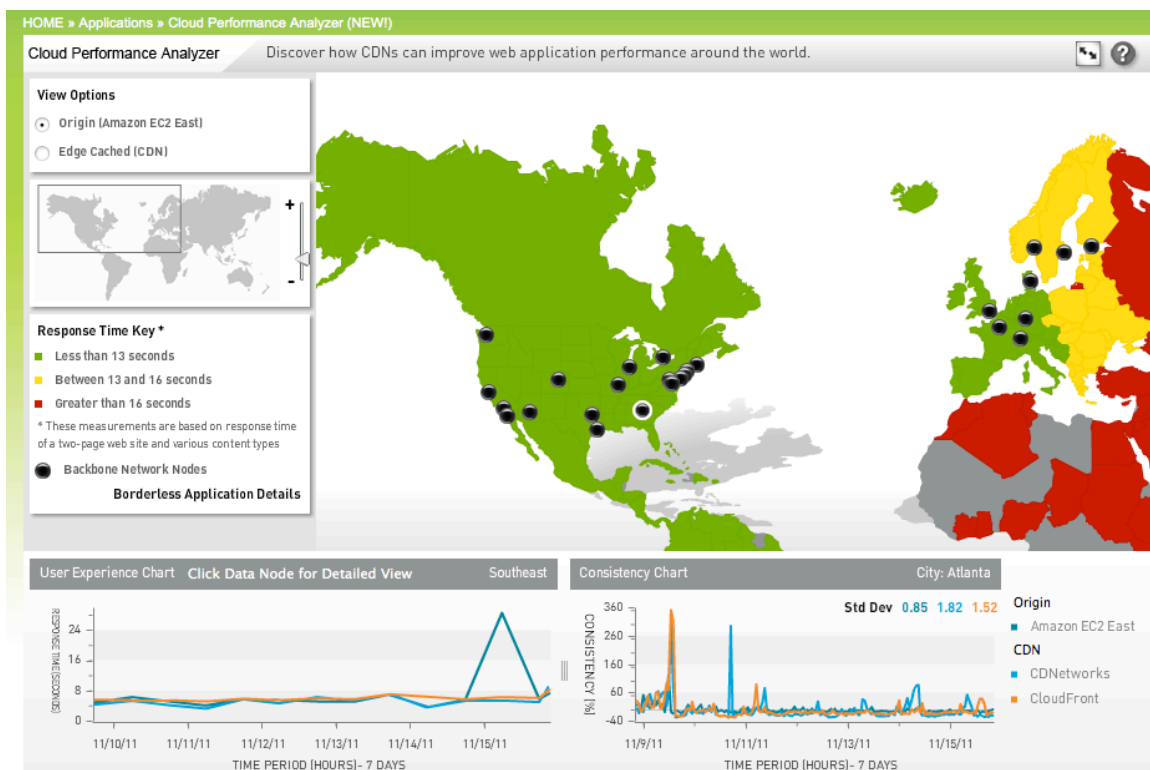 HOME » Applications » Cloud Performance Analyzer (NEW!)
Cloud Performance Analyzer
Discover how CDNs can improve web application performance around the world.
?
View Options
Origin (Amazon EC2 East)
Edge Cached (CDN)
+
-
Response Time Key *
Less than 13 seconds
Between 13 and 16 seconds
Greater than 16 seconds
* These measurements are based on response time
of a two-page web site and various content types
Backbone Network Nodes
Borderless Application Details
User Experience Chart Click Data Node for Detailed View Southeast
RESPONSE TIME(SECONDS)
24
16
8
0
11/10/11 11/11/11 11/12/11 11/13/11 11/14/11 11/15/11
TIME PERIOD (HOURS)- 7 DAYS
Consistency Chart City: Atlanta
Std Dev 0.85 1.82 1.52
CONSISTENCY [%]
360
260
160
60
-40
11/9/11 11/11/11 11/13/11 11/15/11
TIME PERIOD (HOURS)- 7 DAYS
Origin
Amazon EC2 East
CDN
CDNetworks
CloudFront